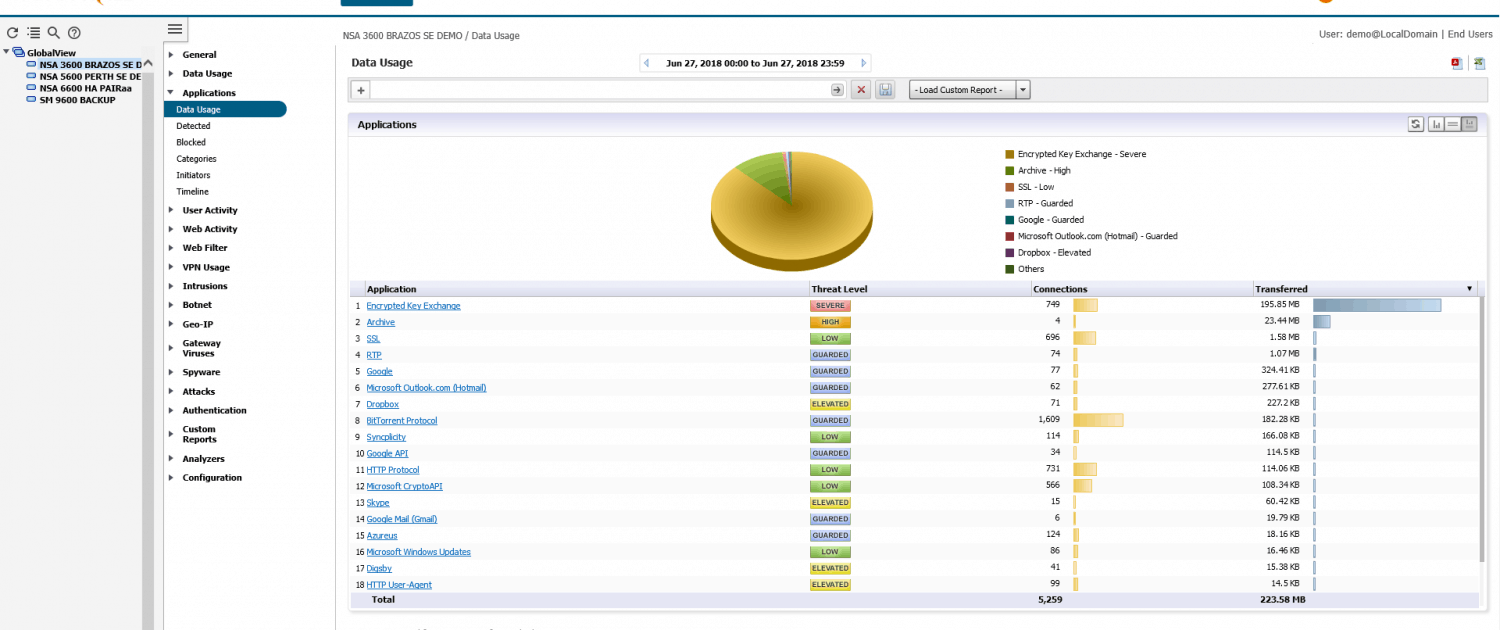 NSA 3600 BRAZOS SE DEMO / Data Usage
User: demo@LocalDomain | End Users
GlobalView
NSA 3600 BRAZOS SE D
NSA 5600 PERTH SE DE
NSA 6600 HA PAIRaa
SM 9600 BACKUP
General
Data Usage
Applications
Data Usage
Detected
Blocked
Categories
Initiators
Timeline
User Activity
Web Activity
Web Filter
VPN Usage
Intrusions
Botnet
Geo-IP
Gateway
Viruses
Spyware
Attacks
Authentication
Custom
Reports
Analyzers
Configuration
Data Usage
Jun 27, 2018 00:00 to Jun 27, 2018 23:59
-Load Custom Report -
Applications
Encrypted Key Exchange - Severe
Archive - High
SSL - Low
RTP - Guarded
Google - Guarded
Microsoft Outlook.com (Hotmail) - Guarded
Dropbox - Elevated
Others
Application Threat Level Connections Transferred
1 Encrypted Key Exchange SEVERE 749 195.85 MB
2 Archive HIGH 4 23.44 MB
3 SSL LOW 696 1.58 MB
4 RTP GUARDED 74 1.07 MB
5 Google GUARDED 77 324.41 KB
6 Microsoft Outlook.com (Hotmail) GUARDED 62 277.61 KB
7 Dropbox ELEVATED 71 227.2 KB
8 BitTorrent Protocol GUARDED 1,609 182.28 KB
9 Syncplicity LOW 114 166.08 KB
10 Google API GUARDED 34 114.5 KB
11 HTTP Protocol LOW 731 114.06 KB
12 Microsoft CryptoAPI LOW 566 108.34 KB
13 Skype ELEVATED 15 60.42 KB
14 Google Mail (Gmail) GUARDED 6 19.79 KB
15 Azureus GUARDED 124 18.16 KB
16 Microsoft Windows Updates LOW 86 16.46 KB
17 Digsby ELEVATED 41 15.38 KB
18 HTTP User-Agent ELEVATED 99 14.5 KB
Total 5,259 223.58 MB